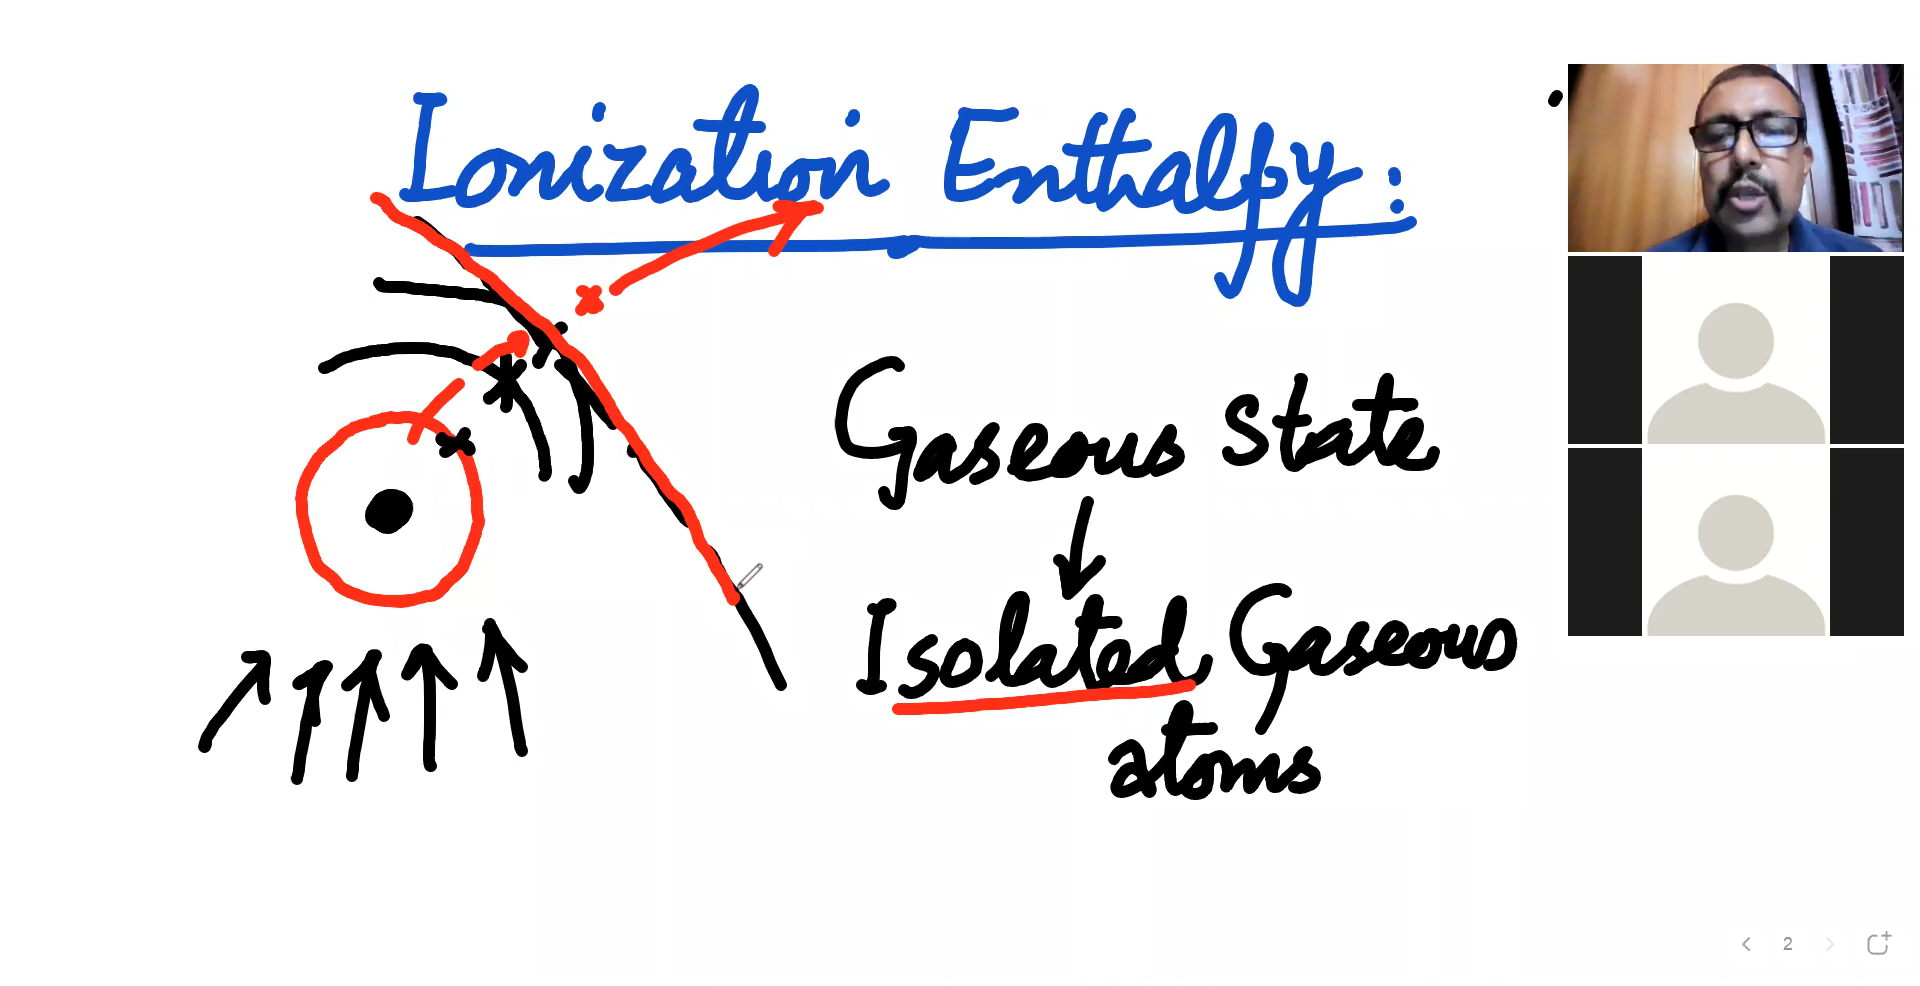 Ionization Enthalpy:
Gaseous State
Isolated Gaseous
atoms
2